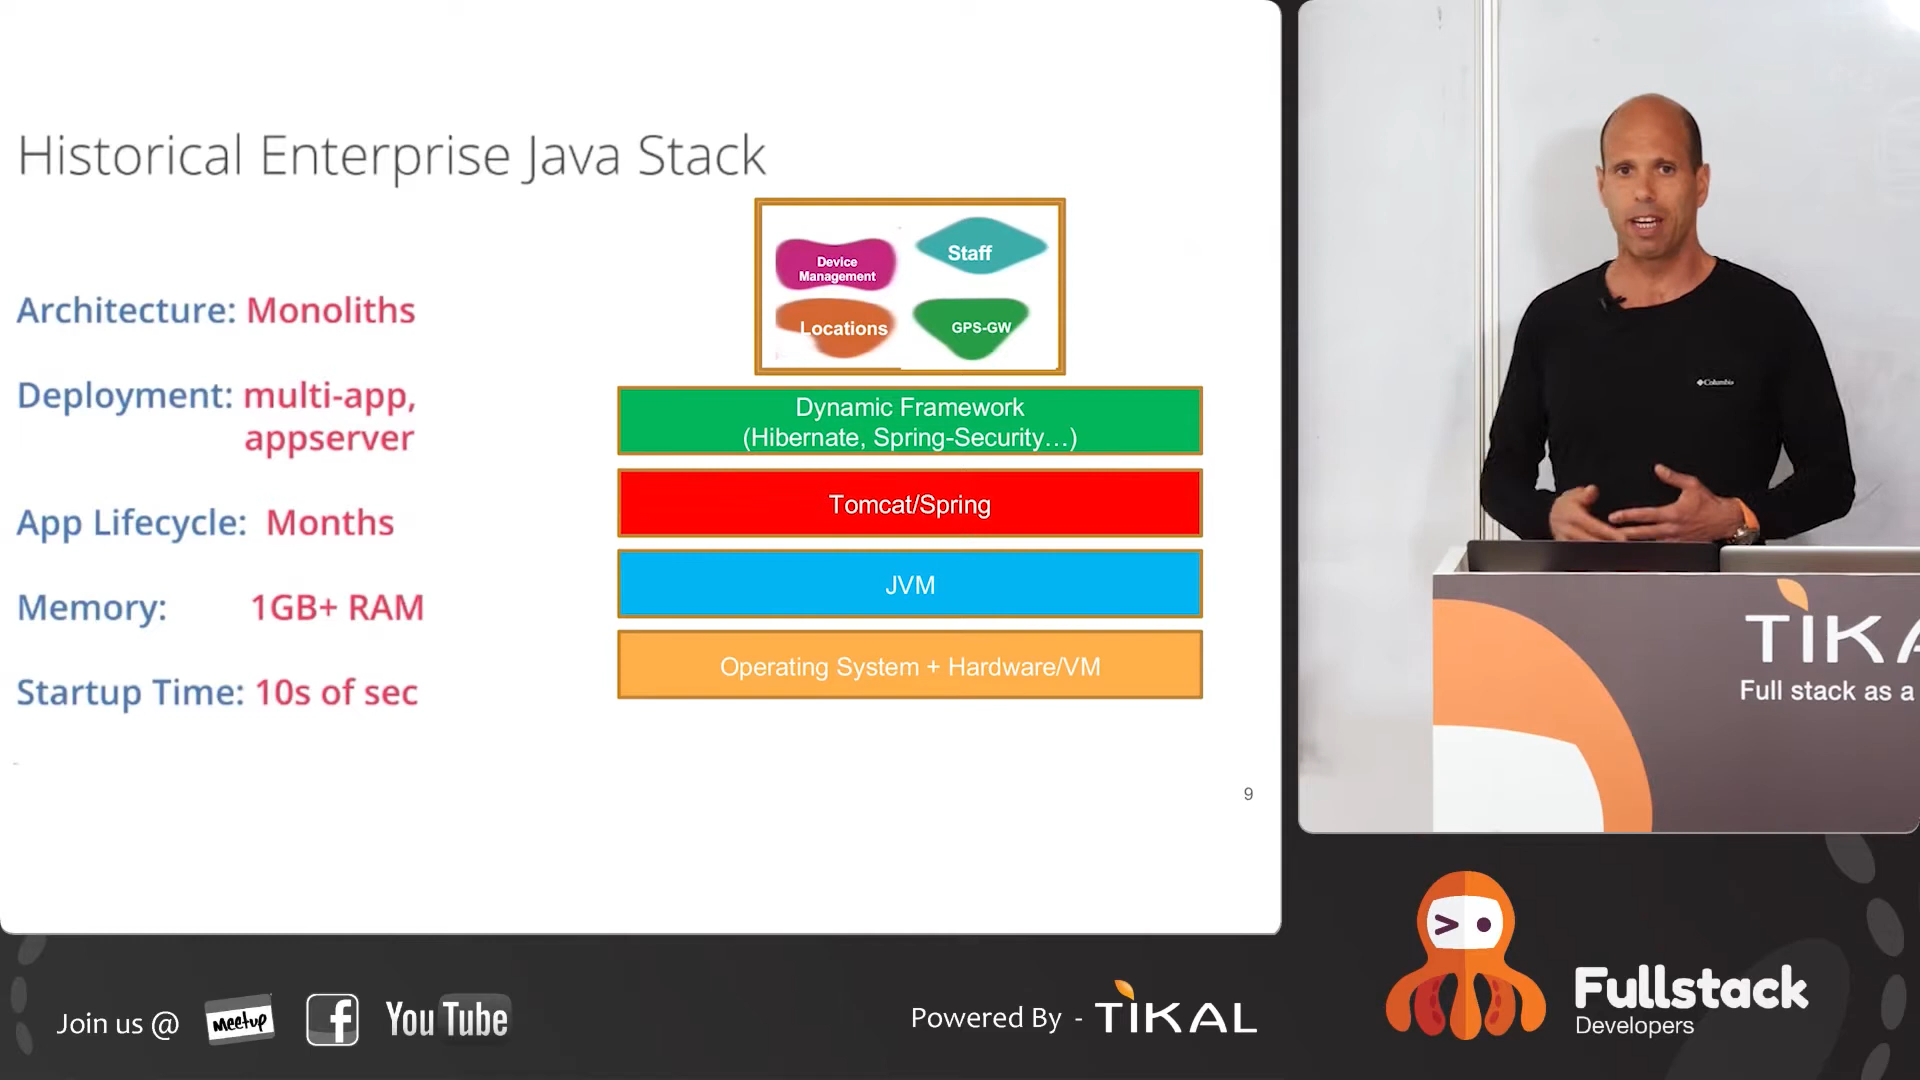 Historical Enterprise Java Stack
Architecture: Monoliths
Deployment: multi-app,
appserver
App Lifecycle: Months
Memory: 1GB+ RAM
Startup Time: 10s of sec
Device
Management
Staff
Locations
GPS-GW
Dynamic Framework
(Hibernate, Spring-Security…)
Tomcat/Spring
JVM
Operating System + Hardware/VM
9
Columbia
TIKA
Full stack as a
Join us @
Meetup
f
YouTube
Powered By - TIKAL
Fullstack
Developers